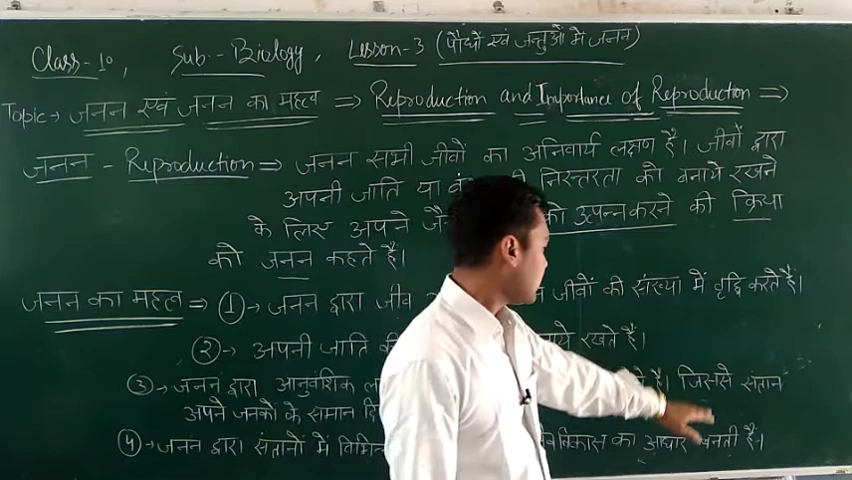 Class-10, Sub:- Biology, Lesson-3 (पौधों एवं जन्तुओं में जनन)
Topic→ जनन एवं जनन का महत्व ⇒ Reproduction and Importance of Reproduction ⇒
जनन - Reproduction ⇒ जनन सभी जीवों का अनिवार्य लक्षण है। जीवों द्वारा
अपनी जाति या निरन्तरता को बनाये रखने
के लिए अपने को उत्पन्न करने की क्रिया
को जनन कहते हैं।
जनन का महत्व ⇒ ①→ जनन द्वारा जीव जीवों की संख्या में वृद्धि करते हैं।
②→ अपनी जाति रखते हैं।
③→ जनन द्वारा आनुवंशिक है। जिससे संतान
अपने जनकों के समान
④→ जनन द्वारा संतानों में का आधार बनती हैं।